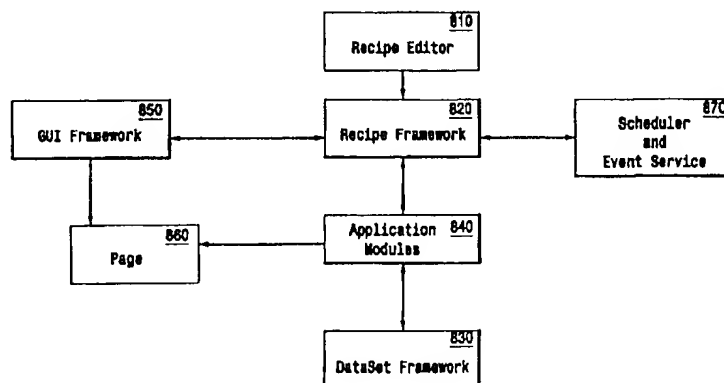 810
Recipe Editor
850
GUI Framework
820
Recipe Framework
870
Scheduler
and
Event Service
860
Page
840
Application
Modules
830
DataSet Framework